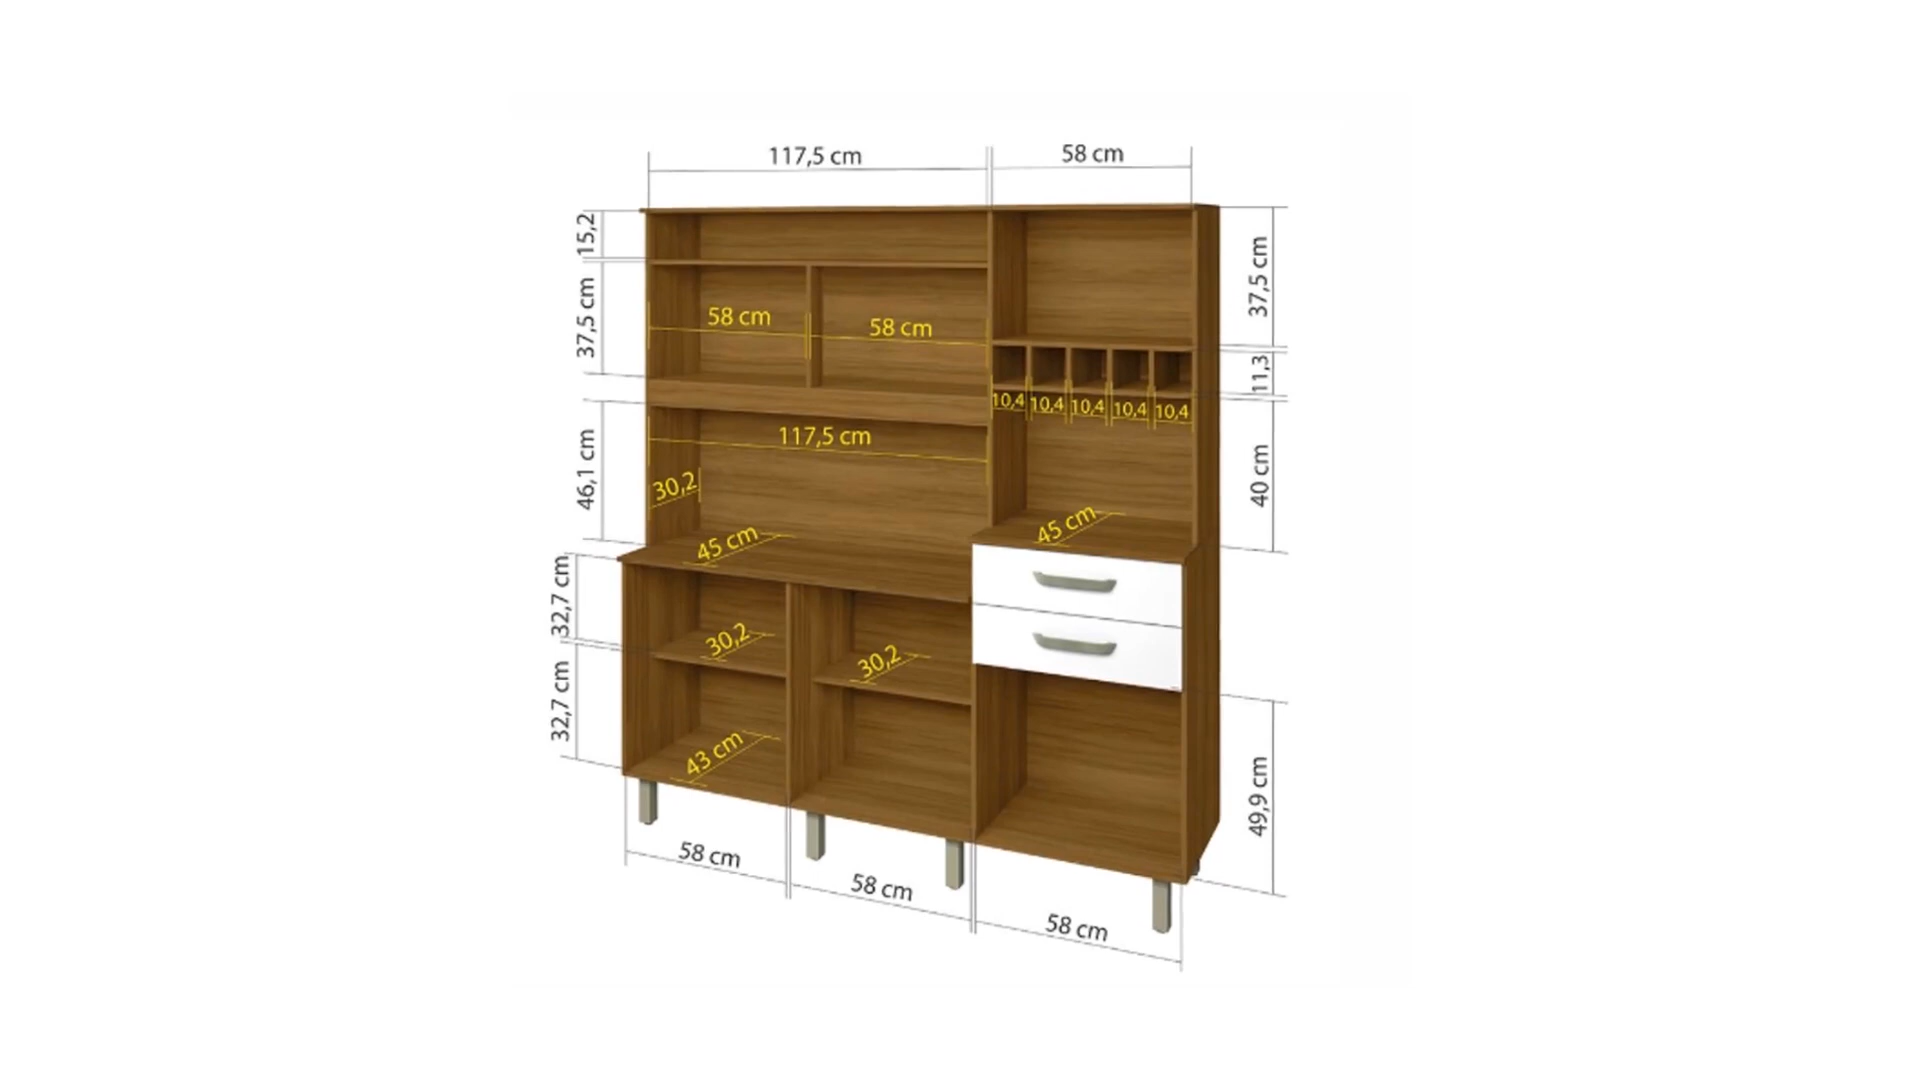 117,5 cm
58 cm
15,2
37,5 cm
58 cm
58 cm
37,5 cm
11,3
10,4
10,4
10,4
10,4
10,4
117,5 cm
46,1 cm
30,2
40 cm
45 cm
45 cm
32,7 cm
30,2
30,2
32,7 cm
43 cm
49,9 cm
58 cm
58 cm
58 cm